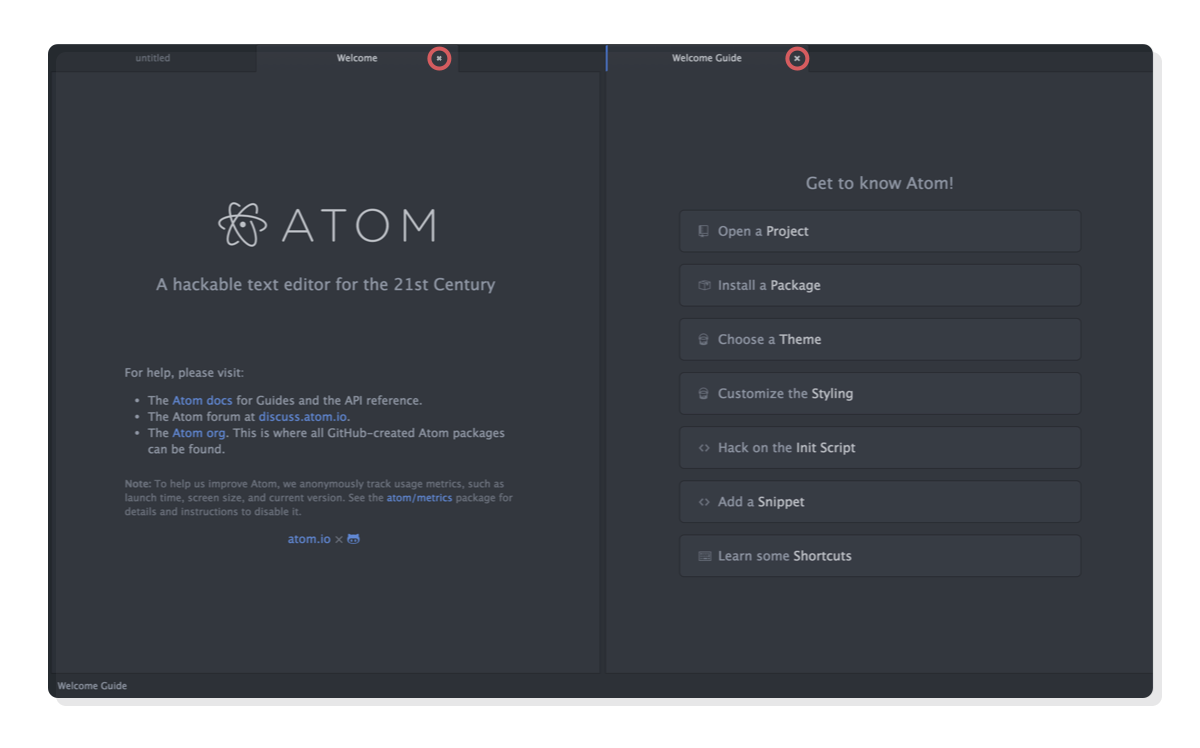 untitled
Welcome
Welcome Guide
ATOM
A hackable text editor for the 21st Century
For help, please visit:
• The Atom docs for Guides and the API reference.
• The Atom forum at discuss.atom.io.
• The Atom org. This is where all GitHub-created Atom packages
can be found.
Note: To help us improve Atom, we anonymously track usage metrics, such as
launch time, screen size, and current version. See the atom/metrics package for
details and instructions to disable it.
atom.io ×
Get to know Atom!
Open a Project
Install a Package
Choose a Theme
Customize the Styling
Hack on the Init Script
Add a Snippet
Learn some Shortcuts
Welcome Guide